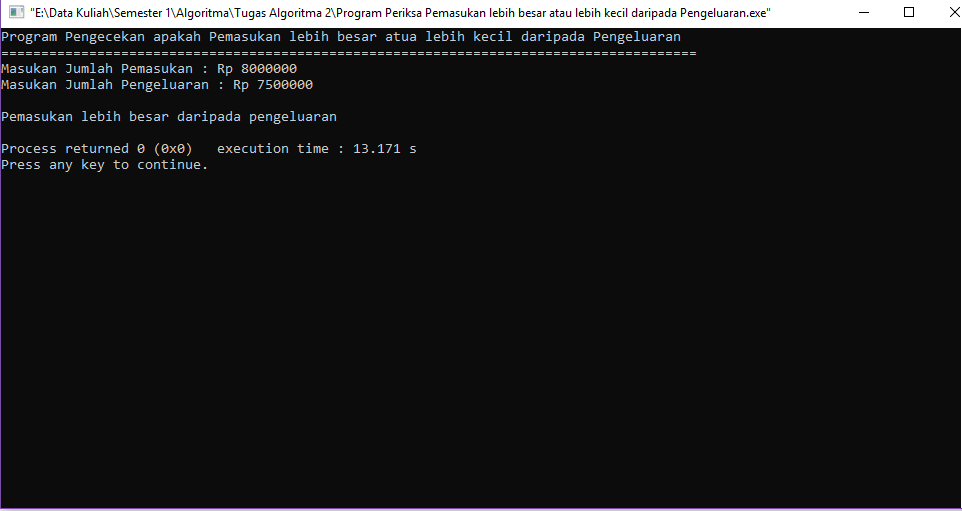 "E:\Data Kuliah\Semester 1\Algoritma\Tugas Algoritma 2\Program Periksa Pemasukan lebih besar atau lebih kecil daripada Pengeluaran.exe"
Program Pengecekan apakah Pemasukan lebih besar atua lebih kecil daripada Pengeluaran
=======================================================================================
Masukan Jumlah Pemasukan : Rp 8000000
Masukan Jumlah Pengeluaran : Rp 7500000
Pemasukan lebih besar daripada pengeluaran
Process returned 0 (0x0)   execution time : 13.171 s
Press any key to continue.